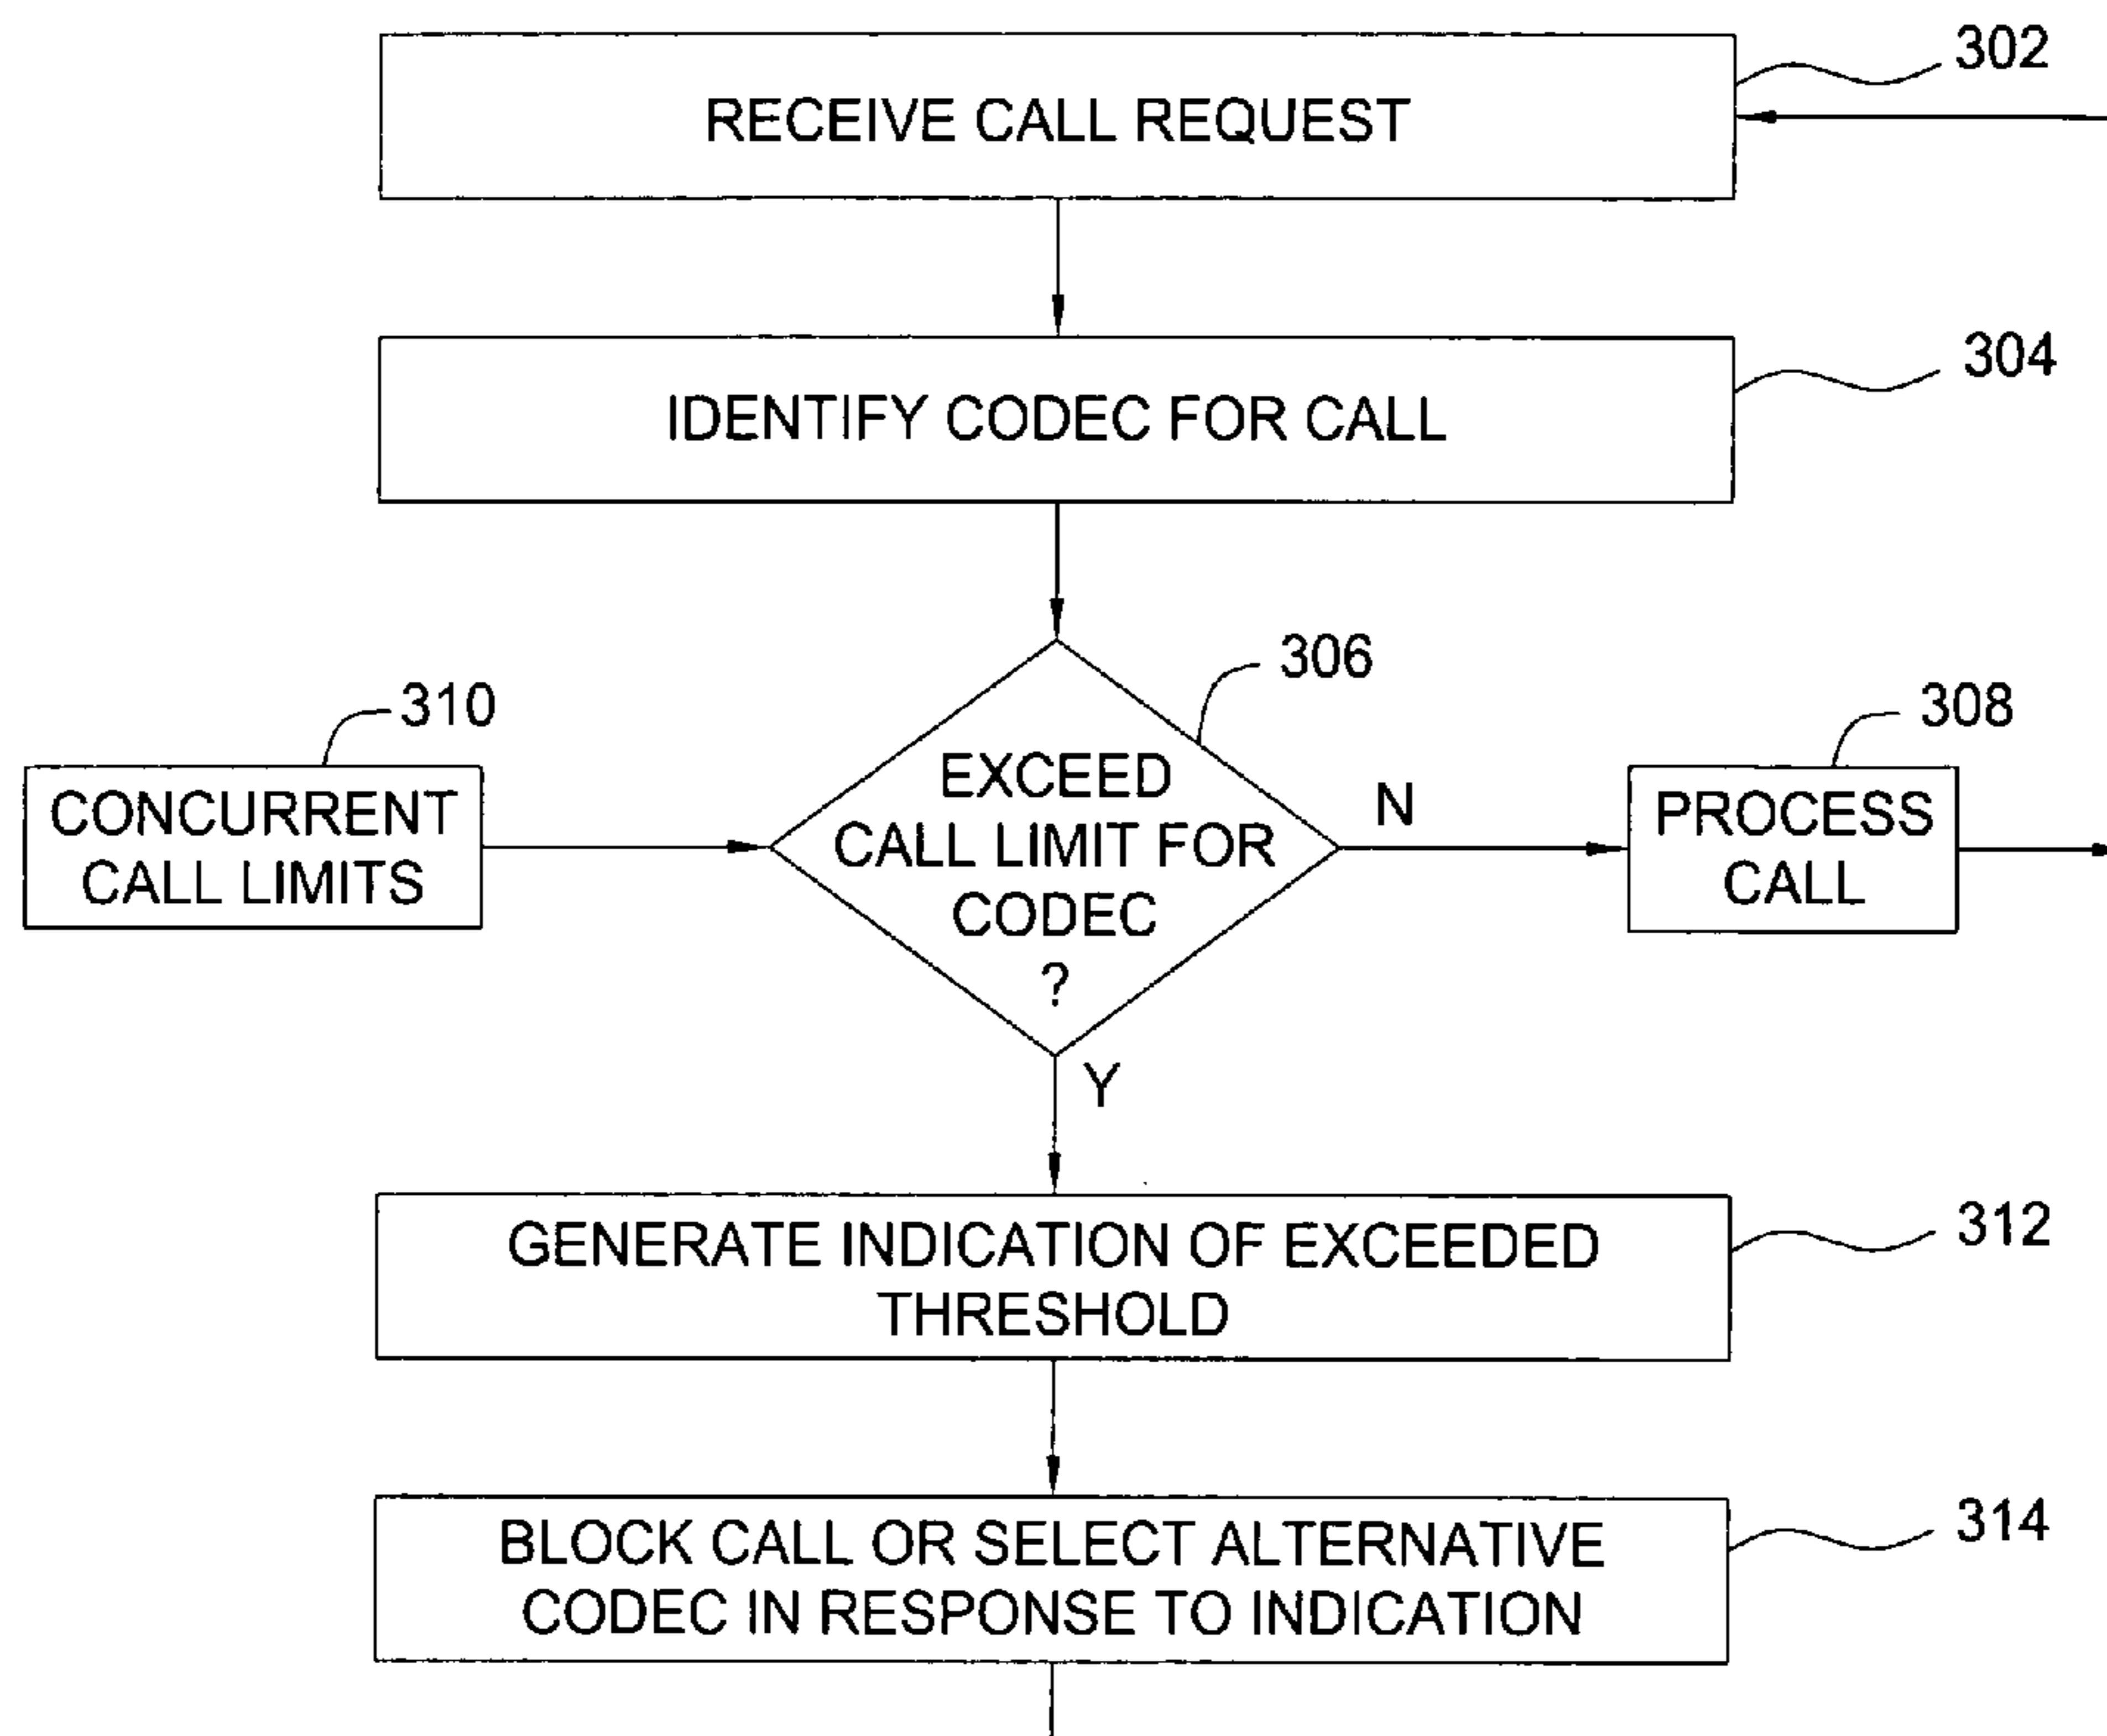 302
RECEIVE CALL REQUEST
304
IDENTIFY CODEC FOR CALL
306
310
308
CONCURRENT
CALL LIMITS
EXCEED
CALL LIMIT FOR
CODEC
?
N
PROCESS
CALL
Y
312
GENERATE INDICATION OF EXCEEDED
THRESHOLD
314
BLOCK CALL OR SELECT ALTERNATIVE
CODEC IN RESPONSE TO INDICATION